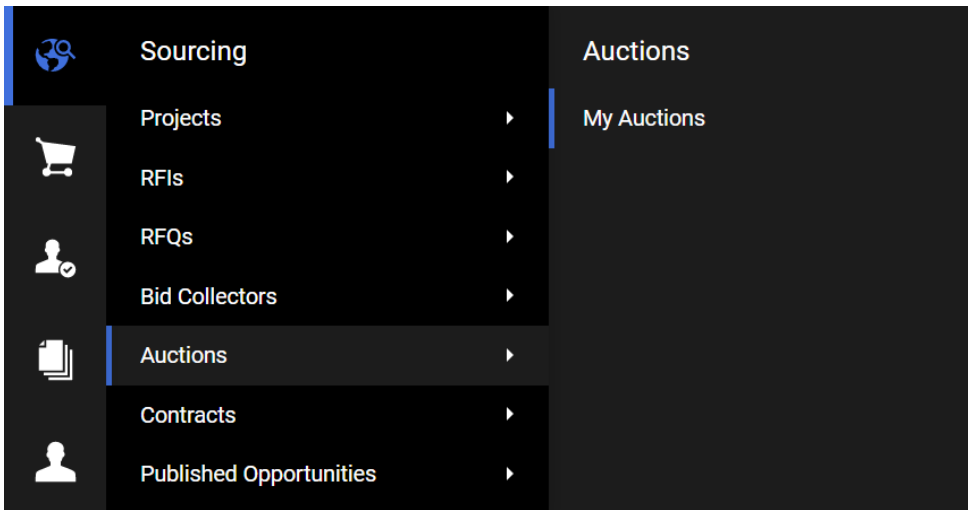 Sourcing
Projects
RFIs
RFQs
Bid Collectors
Auctions
Contracts
Published Opportunities
Auctions
My Auctions